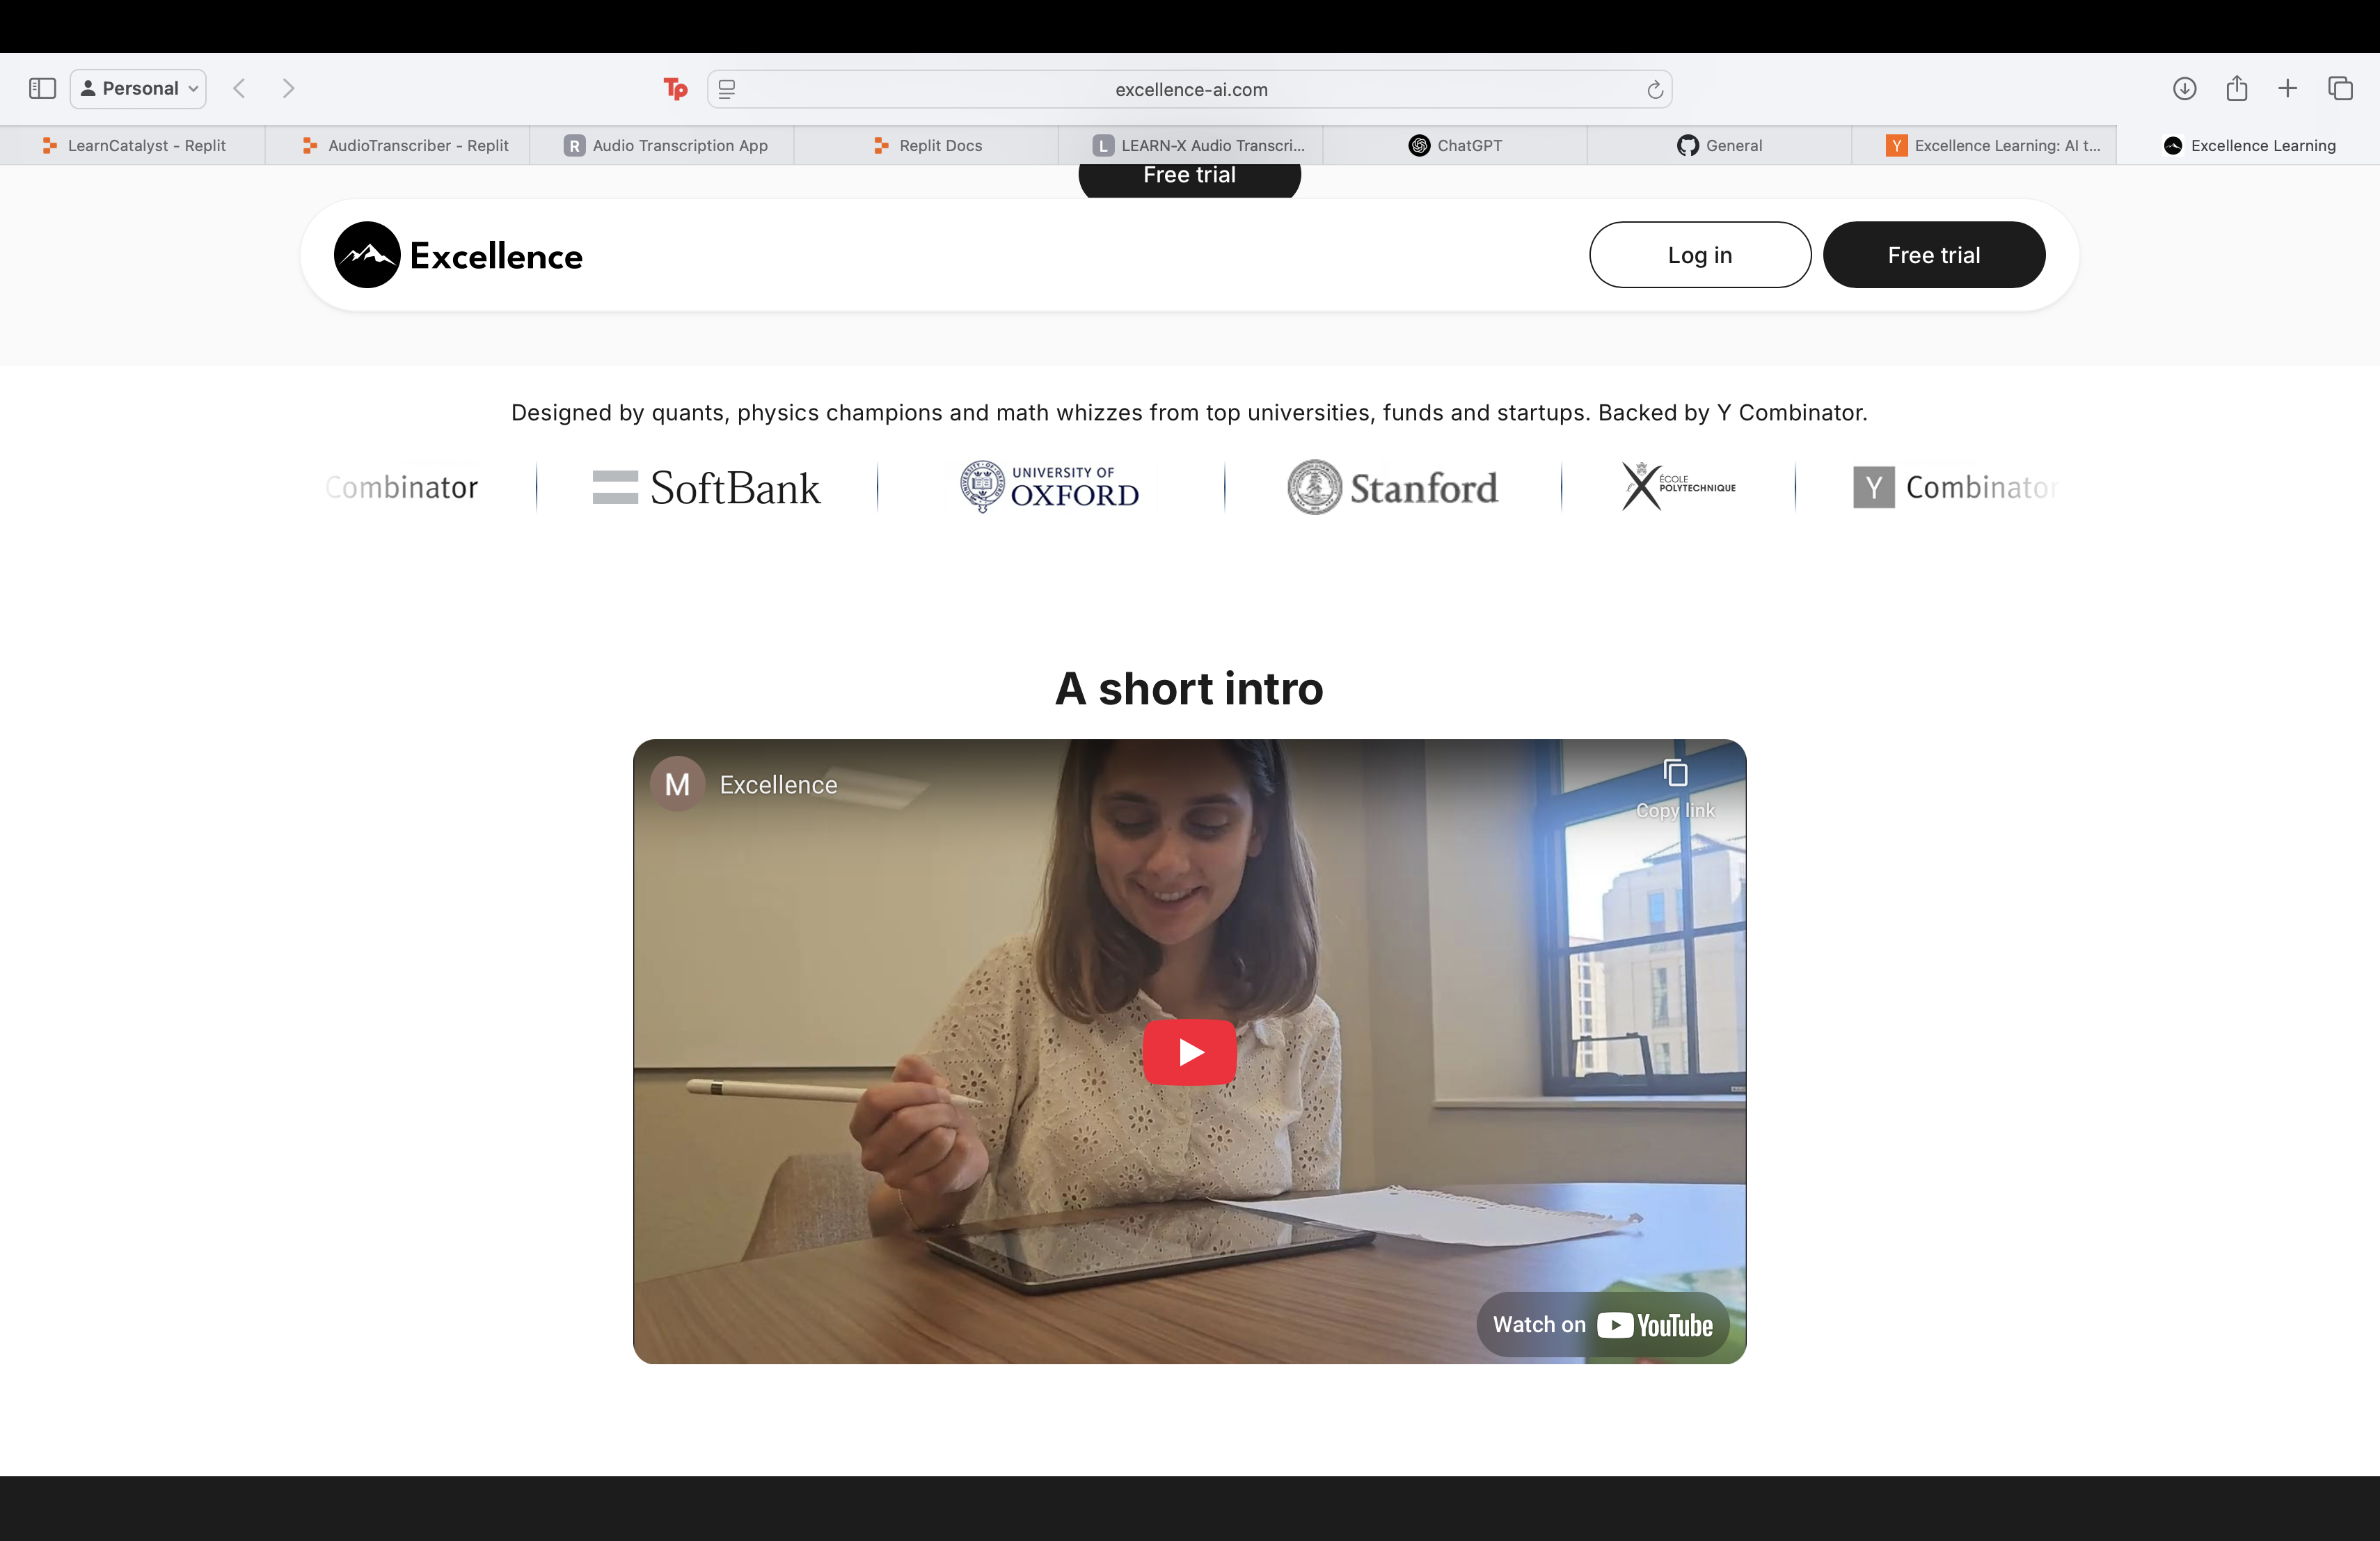 Personal
Tp
excellence-ai.com
LearnCatalyst - Replit
AudioTranscriber - Replit
R
Audio Transcription App
Replit Docs
L
LEARN-X Audio Transcri...
ChatGPT
General
Y
Excellence Learning: AI t...
Excellence Learning
Free trial
Excellence
Log in
Free trial
Designed by quants, physics champions and math whizzes from top universities, funds and startups. Backed by Y Combinator.
Combinator
SoftBank
UNIVERSITY OF
OXFORD
Stanford
ÉCOLE
POLYTECHNIQUE
Y Combinator
A short intro
M
Excellence
Copy link
Watch on YouTube